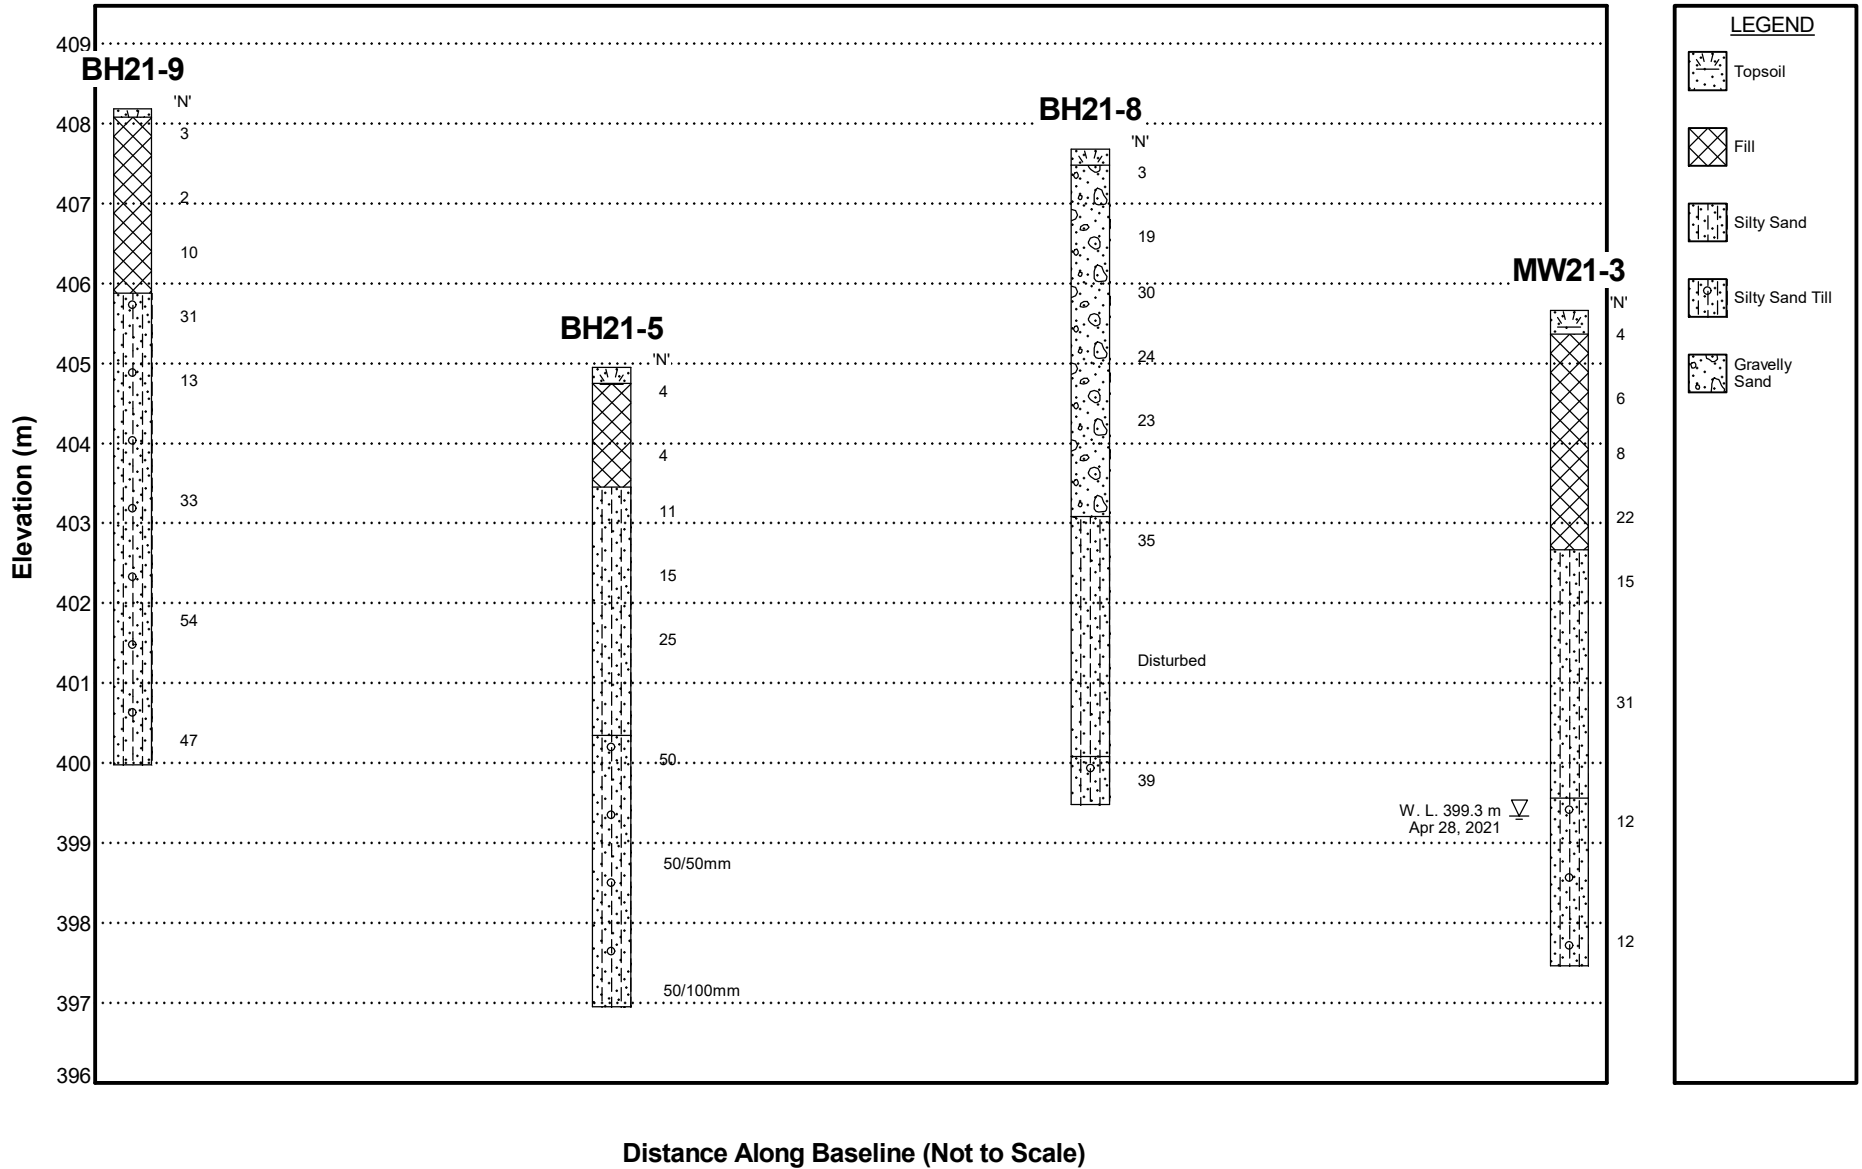 409
408
407
406
405
404
403
402
401
400
399
398
397
396
Elevation (m)
BH21-9
'N'
3
2
10
31
13
33
54
47
BH21-5
'N'
4
4
11
15
25
50
50/50mm
50/100mm
BH21-8
'N'
3
19
30
24
23
35
Disturbed
39
MW21-3
'N'
4
6
8
22
15
31
12
12
W. L. 399.3 m
Apr 28, 2021
Distance Along Baseline (Not to Scale)
LEGEND
Topsoil
Fill
Silty Sand
Silty Sand Till
Gravelly
Sand